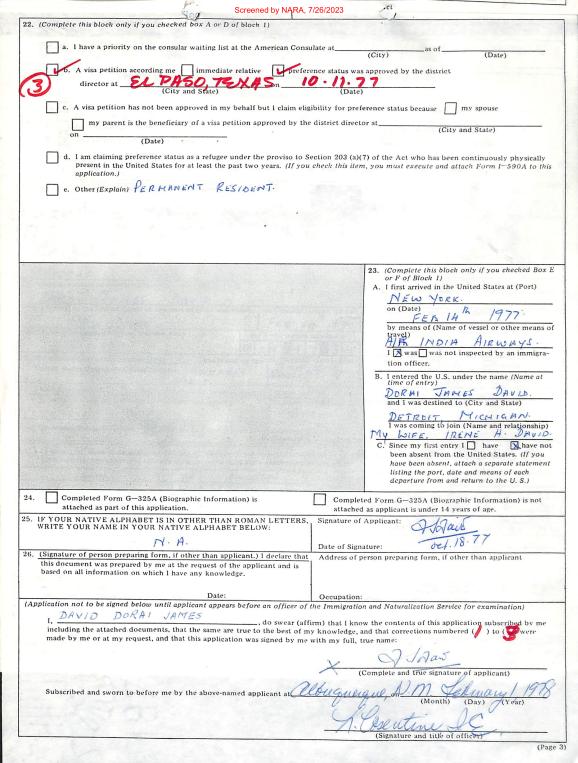 Screened by NARA, 7/26/2023
22. (Complete this block only if you checked box A or D of block 1)
a. I have a priority on the consular waiting list at the American Consulate at as of
(City) (Date)
b. A visa petition according me immediate relative preference status was approved by the district
director at EL PASO, TEXAS on 10-11-77
(City and State) (Date)
3
c. A visa petition has not been approved in my behalf but I claim eligibility for preference status because my spouse
my parent is the beneficiary of a visa petition approved by the district director at
(City and State)
on
(Date)
d. I am claiming preference status as a refugee under the proviso to Section 203 (a)(7) of the Act who has been continuously physically
present in the United States for at least the past two years. (If you check this item, you must execute and attach Form I-590A to this
application.)
e. Other (Explain) PERMANENT RESIDENT.
23. (Complete this block only if you checked Box E
or F of Block 1)
A. I first arrived in the United States at (Port)
NEW YORK.
on (Date)
FEB 14th 1977
by means of (Name of vessel or other means of
travel)
AIR INDIA AIRWAYS.
I X was was not inspected by an immigra-
tion officer.
B. I entered the U.S. under the name (Name at
time of entry)
DORAI JAMES DAVID.
and I was destined to (City and State)
DETROIT, MICHIGAN.
I was coming to join (Name and relationship)
MY WIFE, IRENE H. DAVID.
C. Since my first entry I have X have not
been absent from the United States. (If you
have been absent, attach a separate statement
listing the port, date and means of each
departure from and return to the U.S.)
24. Completed Form G-325A (Biographic Information) is
attached as part of this application.
Completed Form G-325A (Biographic Information) is not
attached as applicant is under 14 years of age.
25. IF YOUR NATIVE ALPHABET IS IN OTHER THAN ROMAN LETTERS,
WRITE YOUR NAME IN YOUR NATIVE ALPHABET BELOW:
N. A.
Signature of Applicant:
Date of Signature: Oct. 18. 77
26. (Signature of person preparing form, if other than applicant.) I declare that
this document was prepared by me at the request of the applicant and is
based on all information on which I have any knowledge.
Date:
Address of person preparing form, if other than applicant
Occupation:
(Application not to be signed below until applicant appears before an officer of the Immigration and Naturalization Service for examination)
I, DAVID DORAI JAMES, do swear (affirm) that I know the contents of this application subscribed by me
including the attached documents, that the same are true to the best of my knowledge, and that corrections numbered (1) to (3) were
made by me or at my request, and that this application was signed by me with my full, true name:
X
(Complete and true signature of applicant)
Subscribed and sworn to before me by the above-named applicant at Albuquerque, N.M. February 1 1978
(Month) (Day) (Year)
(Signature and title of officer)
(Page 3)